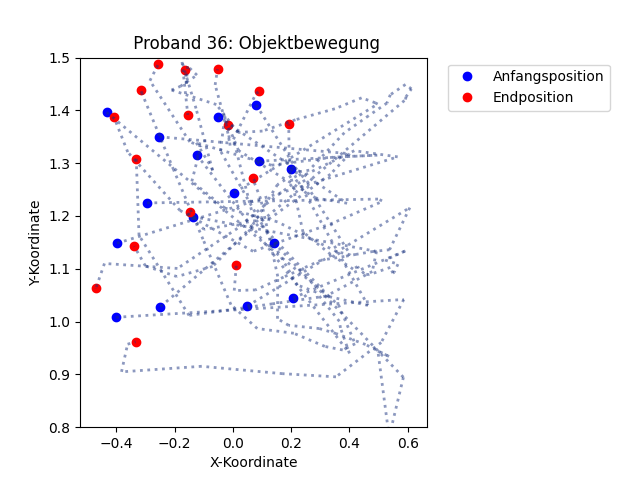 Proband 36: Objektbewegung
Anfangsposition
Endposition
Y-Koordinate
1.5
1.4
1.3
1.2
1.1
1.0
0.9
0.8
−0.4
−0.2
0.0
0.2
0.4
0.6
X-Koordinate